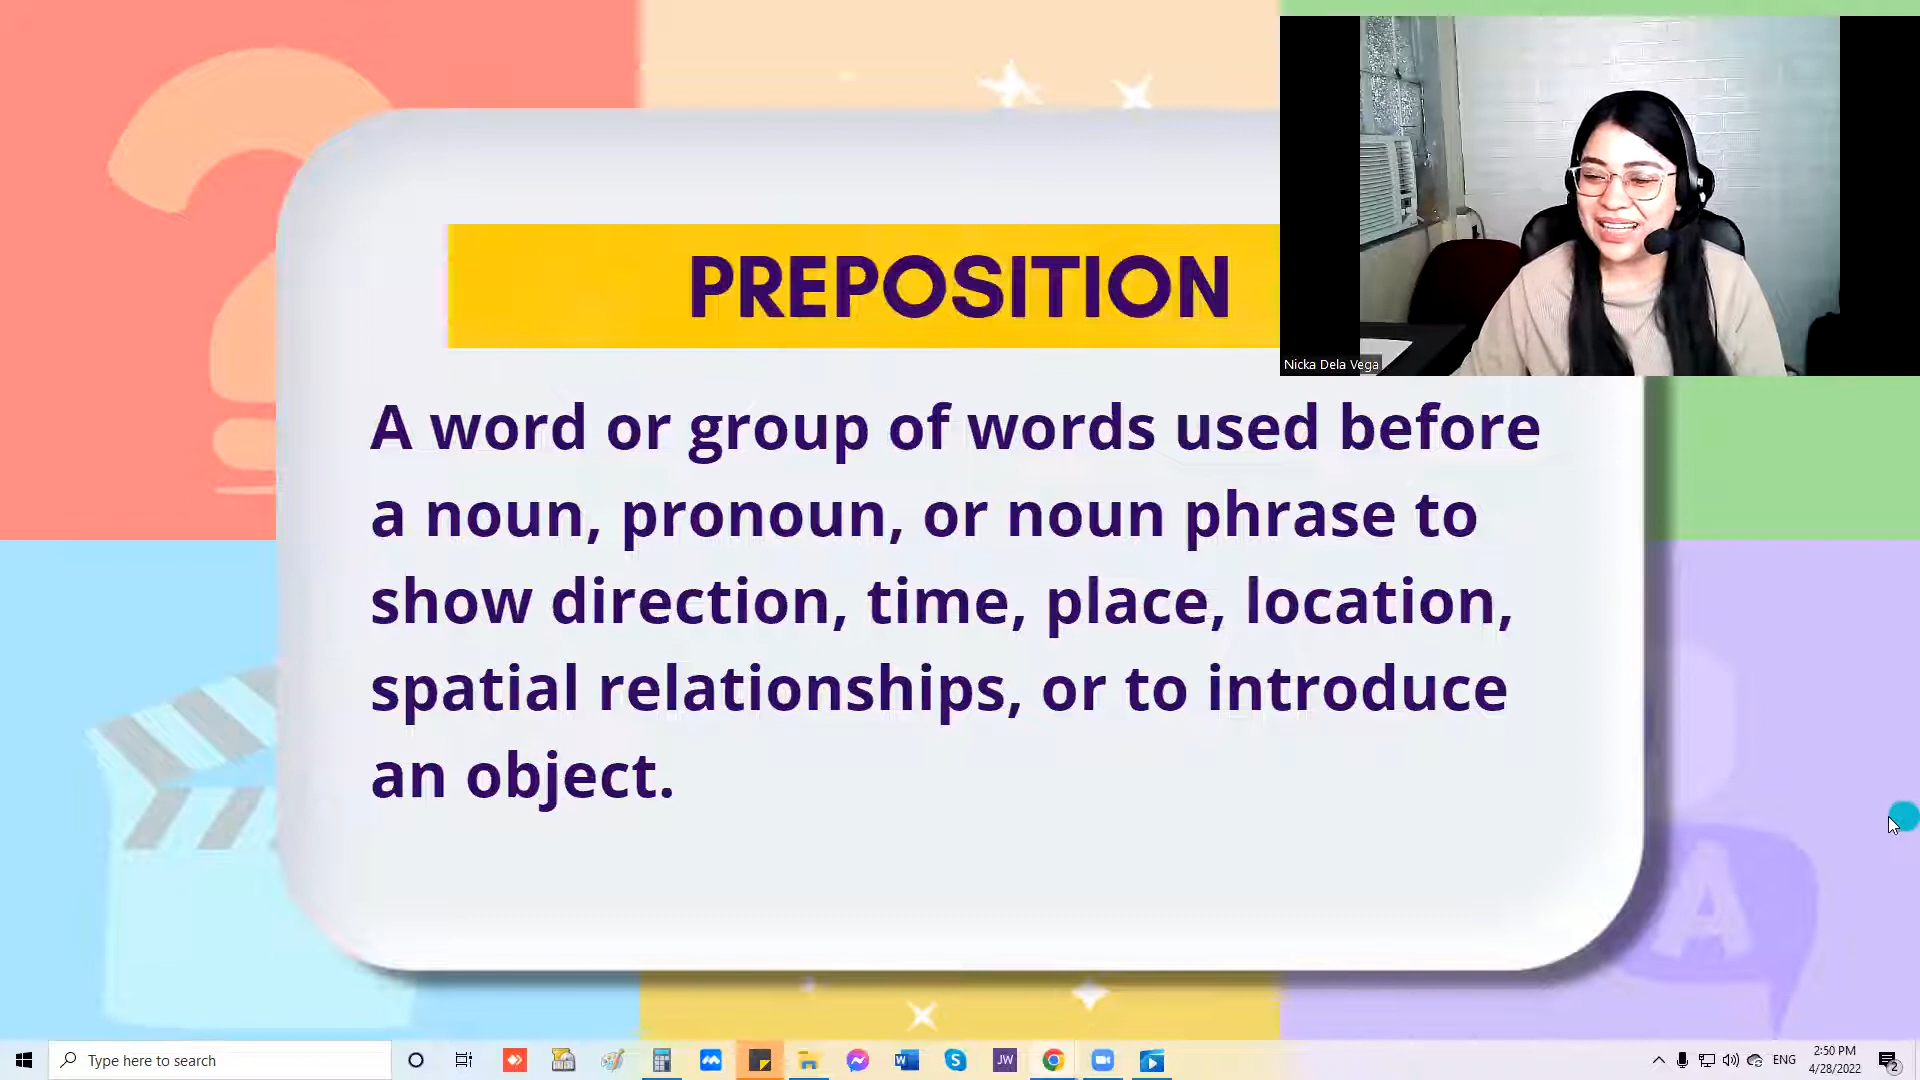 PREPOSITION
Nicka Dela Vega
A word or group of words used before
a noun, pronoun, or noun phrase to
show direction, time, place, location,
spatial relationships, or to introduce
an object.
A
Type here to search
JW
ENG
2:50 PM
4/28/2022
2